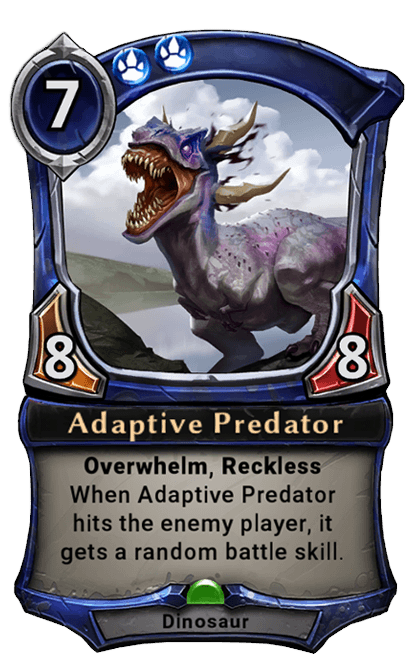 7
8
8
Adaptive Predator
Overwhelm, Reckless
When Adaptive Predator
hits the enemy player, it
gets a random battle skill.
Dinosaur